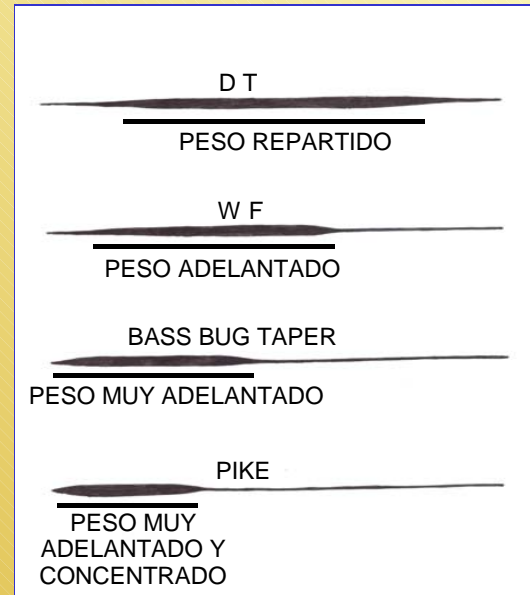 D T
PESO REPARTIDO
W F
PESO ADELANTADO
BASS BUG TAPER
PESO MUY ADELANTADO
PIKE
PESO MUY
ADELANTADO Y
CONCENTRADO